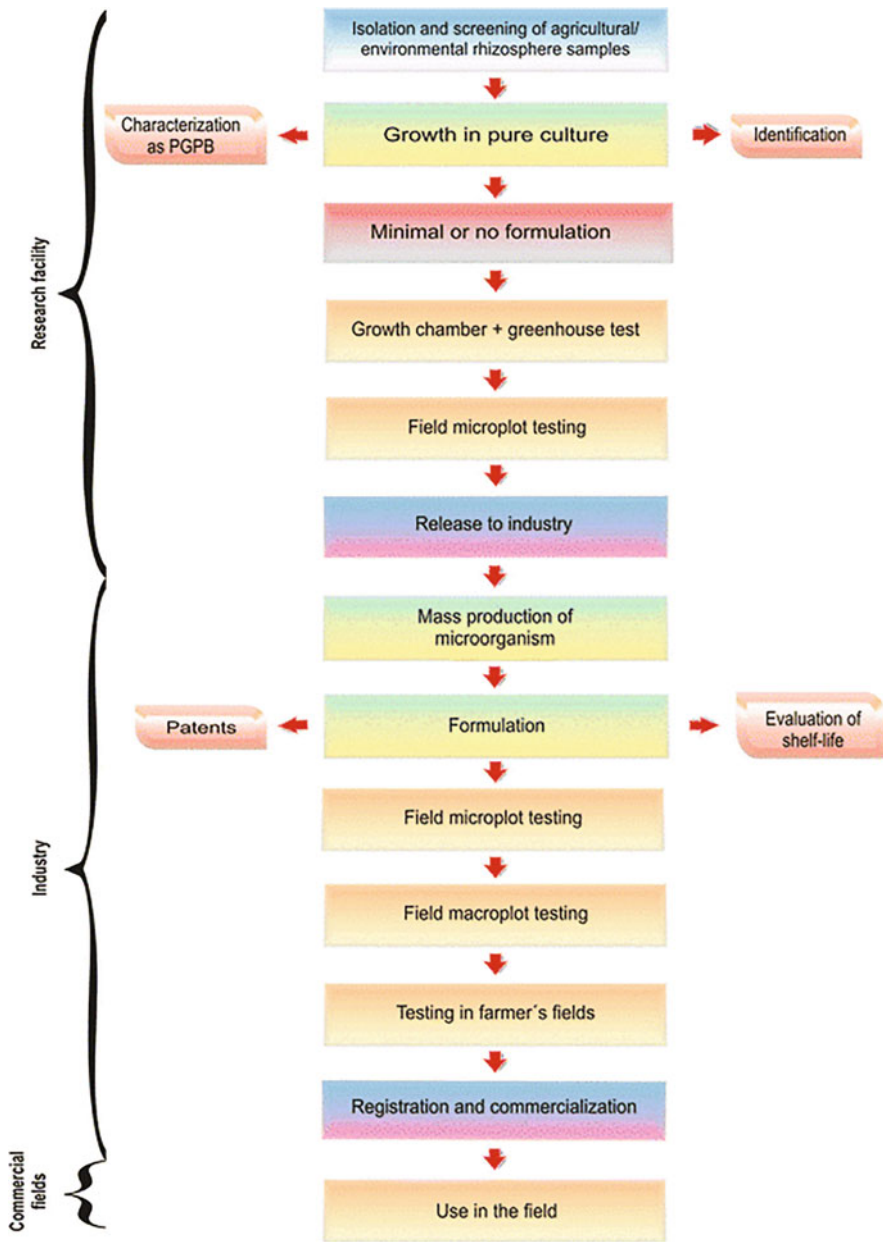 Isolation and screening of agricultural/
environmental rhizosphere samples
Characterization
as PGPB
Growth in pure culture
Identification
Minimal or no formulation
Research facility
Growth chamber + greenhouse test
Field microplot testing
Release to industry
Mass production of
microorganism
Patents
Formulation
Evaluation of
shelf-life
Field microplot testing
Industry
Field macroplot testing
Testing in farmer´s fields
Registration and commercialization
Commercial
fields
Use in the field